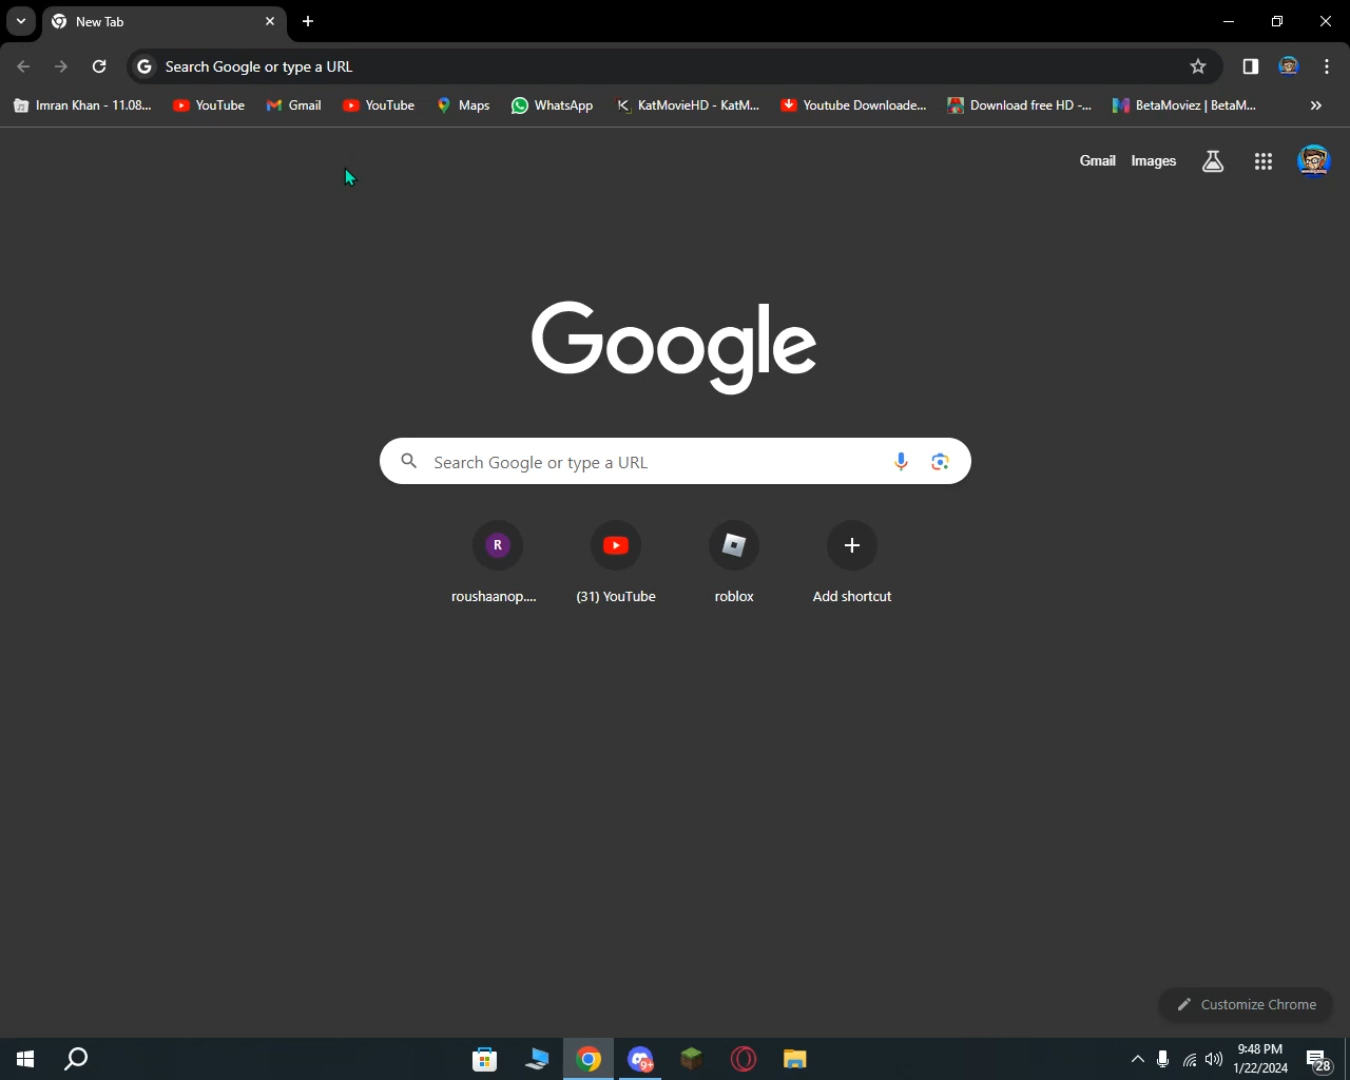 New Tab
Search Google or type a URL
Imran Khan - 11.08... YouTube Gmail YouTube Maps WhatsApp KatMovieHD - KatM... Youtube Downloade... Download free HD -... BetaMoviez | BetaM... »
Gmail Images
Google
Search Google or type a URL
R
roushaanop.... (31) YouTube roblox Add shortcut
Customize Chrome
9+
9:48 PM
1/22/2024
28